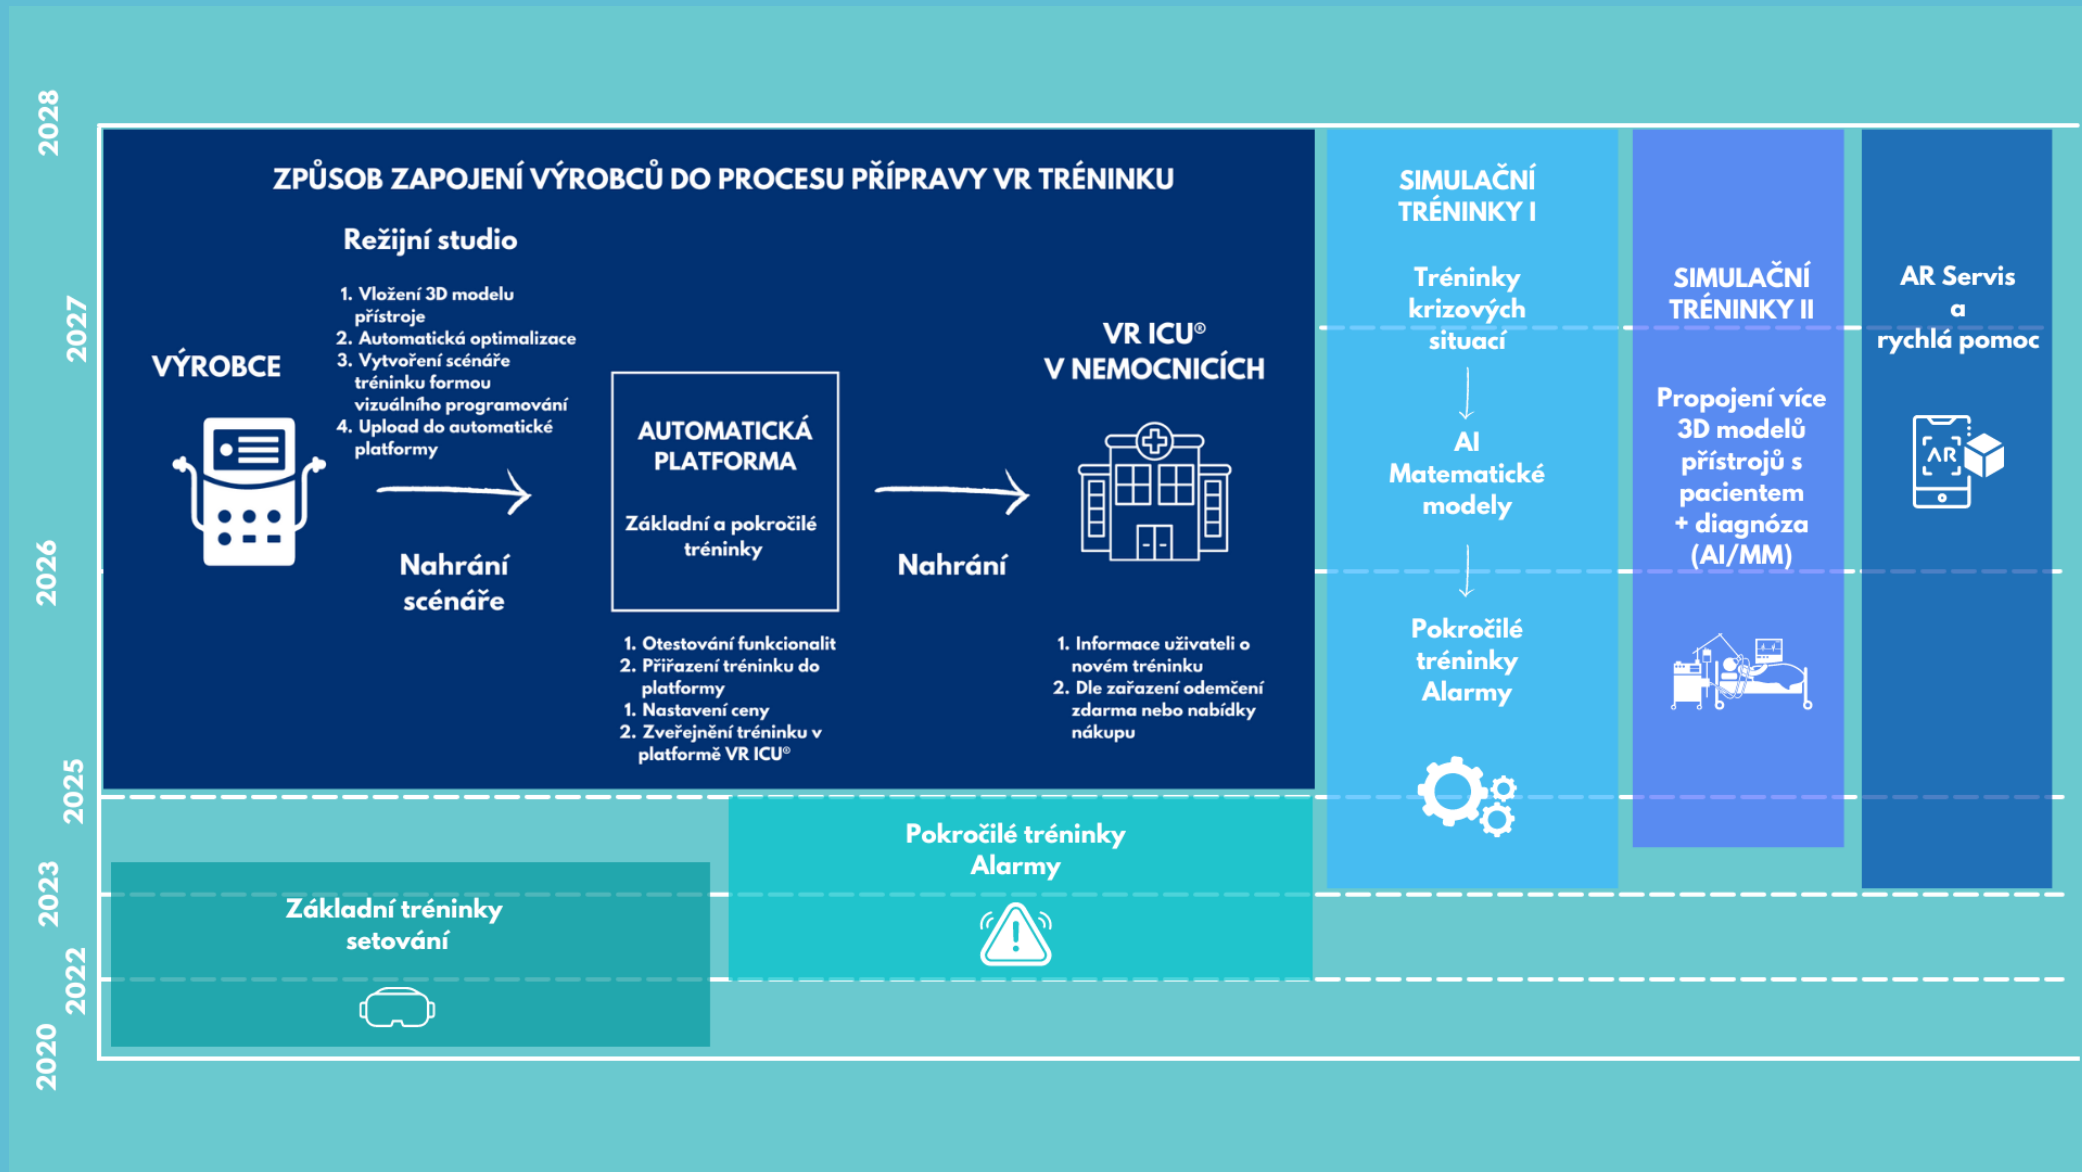 2028
2027
2026
2025
2023
2022
2020
ZPŮSOB ZAPOJENÍ VÝROBCŮ DO PROCESU PŘÍPRAVY VR TRÉNINKU
VÝROBCE
Režijní studio
1. Vložení 3D modelu
přístroje
2. Automatická optimalizace
3. Vytvoření scénáře
tréninku formou
vizuálního programování
4. Upload do automatické
platformy
Nahrání
scénáře
AUTOMATICKÁ
PLATFORMA
Základní a pokročilé
tréninky
1. Otestování funkcionalit
2. Přiřazení tréninku do
platformy
1. Nastavení ceny
2. Zveřejnění tréninku v
platformě VR ICU®
Nahrání
VR ICU®
V NEMOCNICÍCH
1. Informace uživateli o
novém tréninku
2. Dle zařazení odemčení
zdarma nebo nabídky
nákupu
SIMULAČNÍ
TRÉNINKY I
Tréninky
krizových
situací
AI
Matematické
modely
Pokročilé
tréninky
Alarmy
SIMULAČNÍ
TRÉNINKY II
Propojení více
3D modelů
přístrojů s
pacientem
+ diagnóza
(AI/MM)
AR Servis
a
rychlá pomoc
AR
Pokročilé tréninky
Alarmy
Základní tréninky
setování